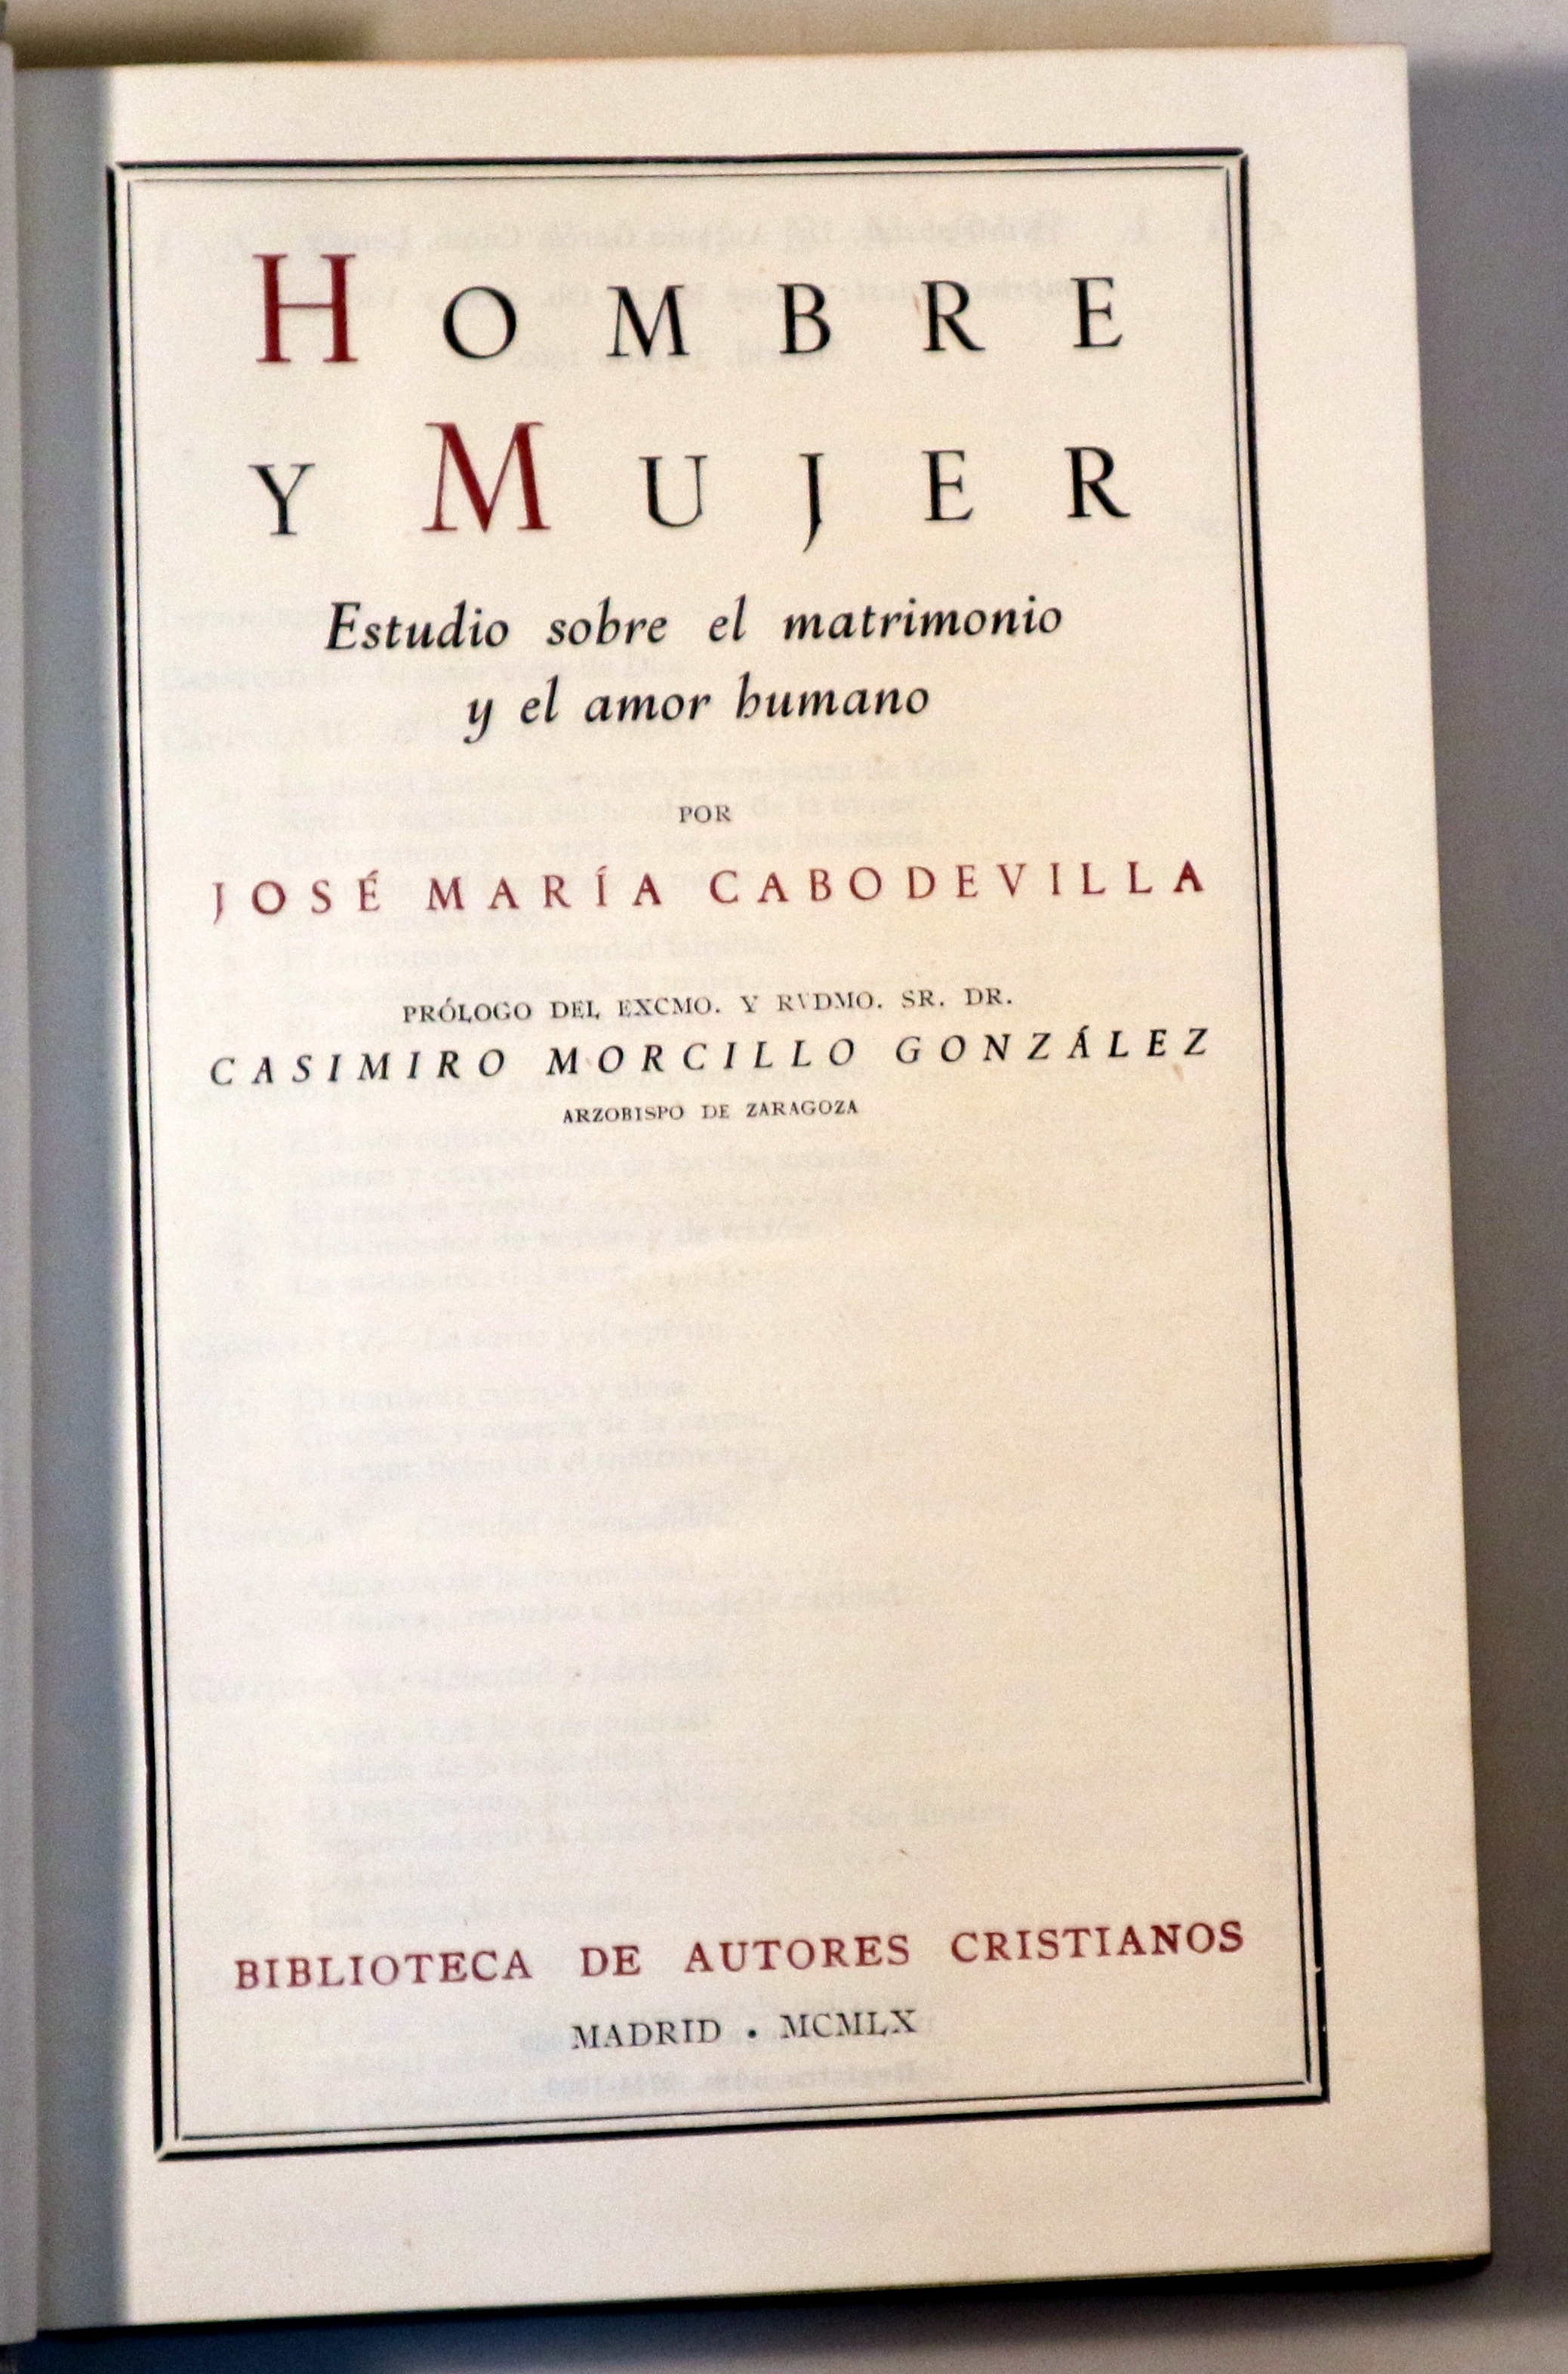 HOMBRE
Y MUJER
Estudio sobre el matrimonio
y el amor humano
POR
JOSÉ MARÍA CABODEVILLA
PRÓLOGO DEL EXCMO. Y RVDMO. SR. DR.
CASIMIRO MORCILLO GONZÁLEZ
ARZOBISPO DE ZARAGOZA
BIBLIOTECA DE AUTORES CRISTIANOS
MADRID . MCMLX